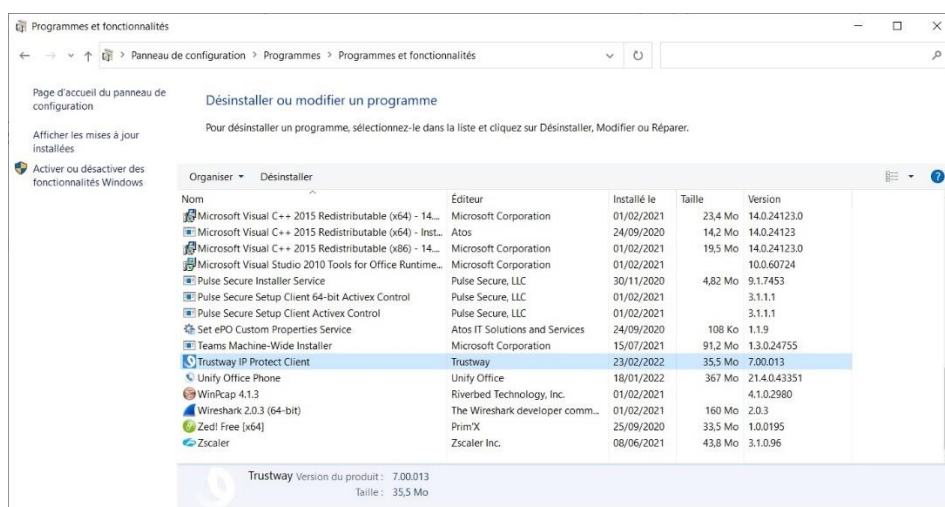 Programmes et fonctionnalités
Panneau de configuration > Programmes > Programmes et fonctionnalités
Page d'accueil du panneau de
configuration
Afficher les mises à jour
installées
Activer ou désactiver des
fonctionnalités Windows
Désinstaller ou modifier un programme
Pour désinstaller un programme, sélectionnez-le dans la liste et cliquez sur Désinstaller, Modifier ou Réparer.
Organiser Désinstaller
Nom Éditeur Installé le Taille Version
Microsoft Visual C++ 2015 Redistributable (x64) - 14.... Microsoft Corporation 01/02/2021 23,4 Mo 14.0.24123.0
Microsoft Visual C++ 2015 Redistributable (x64) - Inst... Atos 24/09/2020 14,2 Mo 14.0.24123
Microsoft Visual C++ 2015 Redistributable (x86) - 14.... Microsoft Corporation 01/02/2021 19,5 Mo 14.0.24123.0
Microsoft Visual Studio 2010 Tools for Office Runtime... Microsoft Corporation 01/02/2021 10.0.60724
Pulse Secure Installer Service Pulse Secure, LLC 30/11/2020 4,82 Mo 9.1.7453
Pulse Secure Setup Client 64-bit Activex Control Pulse Secure, LLC 01/02/2021 3.1.1.1
Pulse Secure Setup Client Activex Control Pulse Secure, LLC 01/02/2021 3.1.1.1
Set ePO Custom Properties Service Atos IT Solutions and Services 24/09/2020 108 Ko 1.1.9
Teams Machine-Wide Installer Microsoft Corporation 15/07/2021 91,2 Mo 1.3.0.24755
Trustway IP Protect Client Trustway 23/02/2022 35,5 Mo 7.00.013
Unify Office Phone Unify Office 18/01/2022 367 Mo 21.4.0.43351
WinPcap 4.1.3 Riverbed Technology, Inc. 01/02/2021 4.1.0.2980
Wireshark 2.0.3 (64-bit) The Wireshark developer comm... 01/02/2021 160 Mo 2.0.3
Zed! Free [x64] Prim'X 25/09/2020 33,5 Mo 1.0.0195
Zscaler Zscaler Inc. 08/06/2021 43,8 Mo 3.1.0.96
Trustway Version du produit : 7.00.013
Taille : 35,5 Mo